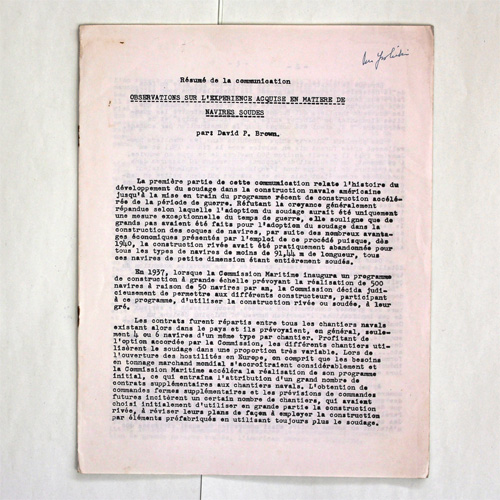 Résumé de la communication
OBSERVATIONS SUR L'EXPERIENCE ACQUISE EN MATIERE DE
NAVIRES SOUDES
par: David P. Brown.
La première partie de cette communication relate l'histoire du
développement du soudage dans la construction navale américaine
jusqu'à la mise en train du programme récent de construction accélé-
rée de la période de guerre. Réfutant la croyance généralement
répandue selon laquelle l'adoption du soudage aurait été uniquement
une mesure exceptionnelle du temps de guerre, elle souligne que de
grands pas avaient été faits pour l'adoption du soudage dans la
construction des coques de navires, par suite des nombreux avanta-
ges économiques présentés par l'emploi de ce procédé puisque, dès
1940, la construction rivée avait été pratiquement abandonnée pour
tous les types de navires de moins de 91,44 m de longueur, tous
ces navires de petite dimension étant entièrement soudés.
En 1937, lorsque la Commission Maritime inaugura un programme
de construction à grande échelle prévoyant la réalisation de 500
navires à raison de 50 navires par an, la Commission décida judi-
cieusement de permettre aux différents constructeurs, participant
à ce programme, d'utiliser la construction rivée ou soudée, à leur
gré.
Les contrats furent répartis entre tous les chantiers navals
existant alors dans le pays et ils prévoyaient, en général, seule-
ment 4 ou 6 navires d'un même type par chantier. Profitant de
l'option accordée par la Commission, les différents chantiers uti-
lisèrent le soudage dans une proportion très variable. Lors de
l'ouverture des hostilités en Europe, on comprit que les besoins
en tonnage marchand mondial s'accroîtraient considérablement et
la Commission Maritime accéléra la réalisation de son programme
initial, ce qui entraîna l'attribution d'un grand nombre de
contrats supplémentaires aux chantiers navals. L'obtention de
commandes fermes supplémentaires et les prévisions de commandes
futures incitèrent un certain nombre de chantiers, qui avaient
choisi initialement d'utiliser en grande partie la construction
rivée, à réviser leurs plans de façon à employer la construction
par éléments préfabriqués en utilisant toujours plus le soudage.